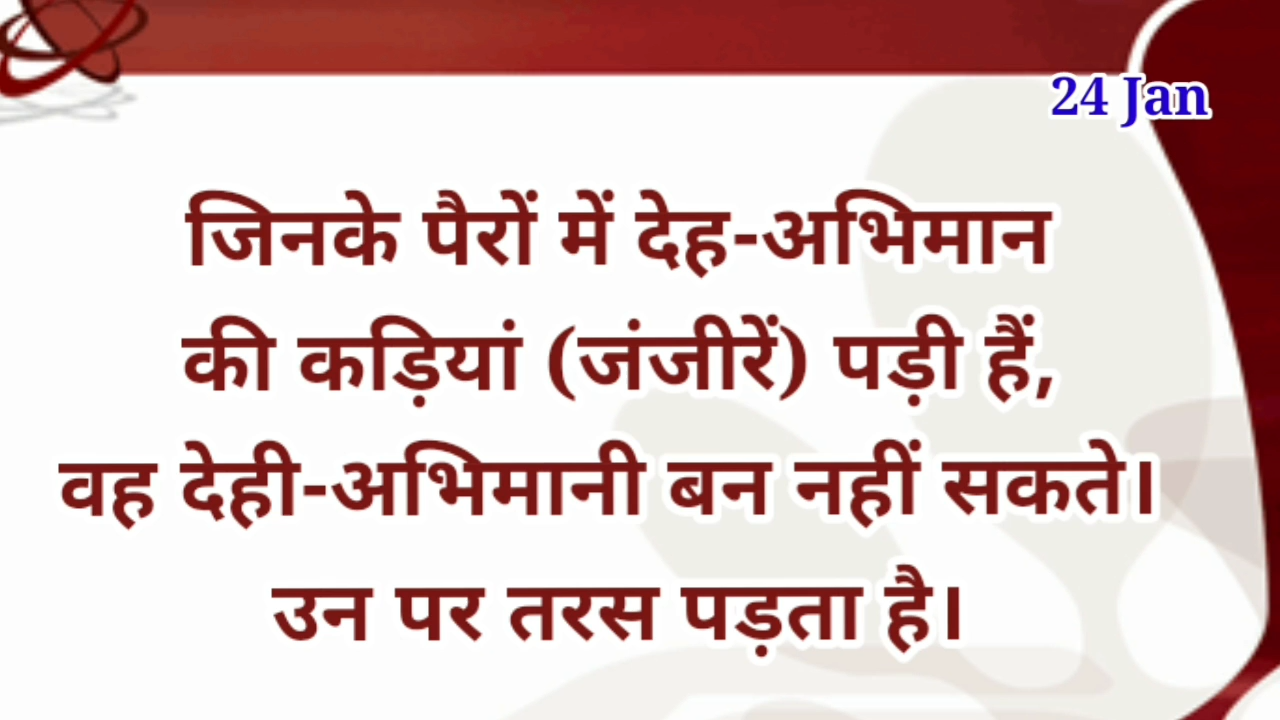 24 Jan
जिनके पैरों में देह-अभिमान
की कड़ियां (जंजीरें) पड़ी हैं,
वह देही-अभिमानी बन नहीं सकते।
उन पर तरस पड़ता है।